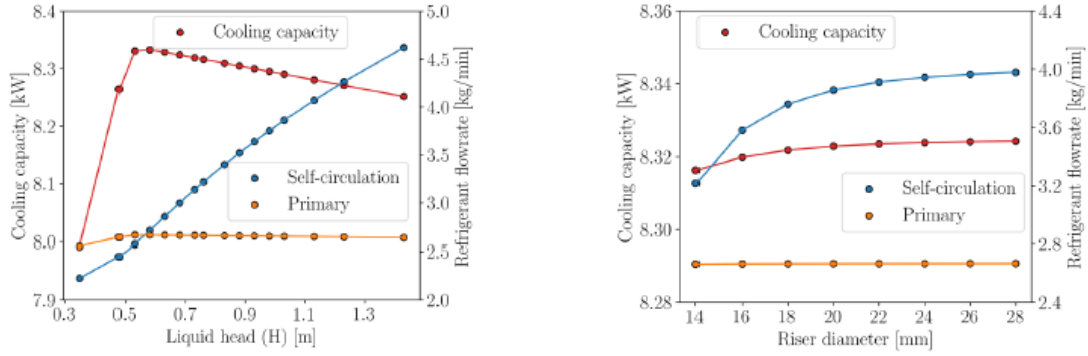 8.4
8.3
8.2
8.1
8.0
7.9
Cooling capacity [kW]
Cooling capacity
Self-circulation
Primary
5.0
4.5
4.0
3.5
3.0
2.5
2.0
Refrigerant flowrate [kg/min]
0.3 0.5 0.7 0.9 1.1 1.3
Liquid head (H) [m]
8.36
8.34
8.32
8.30
8.28
Cooling capacity [kW]
Cooling capacity
Self-circulation
Primary
4.4
4.0
3.6
3.2
2.8
2.4
Refrigerant flowrate [kg/min]
14 16 18 20 22 24 26 28
Riser diameter [mm]